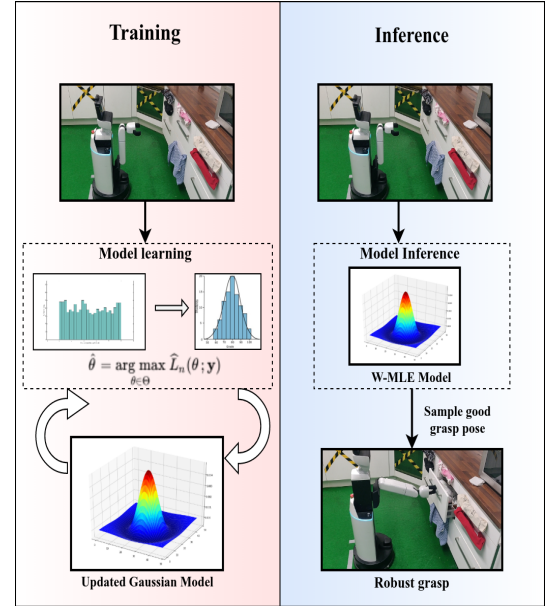 Training
Model learning
θ̂ = arg max L̂ₙ(θ ; y)
θ∈Θ
Updated Gaussian Model
Inference
Model Inference
W-MLE Model
Sample good
grasp pose
Robust grasp